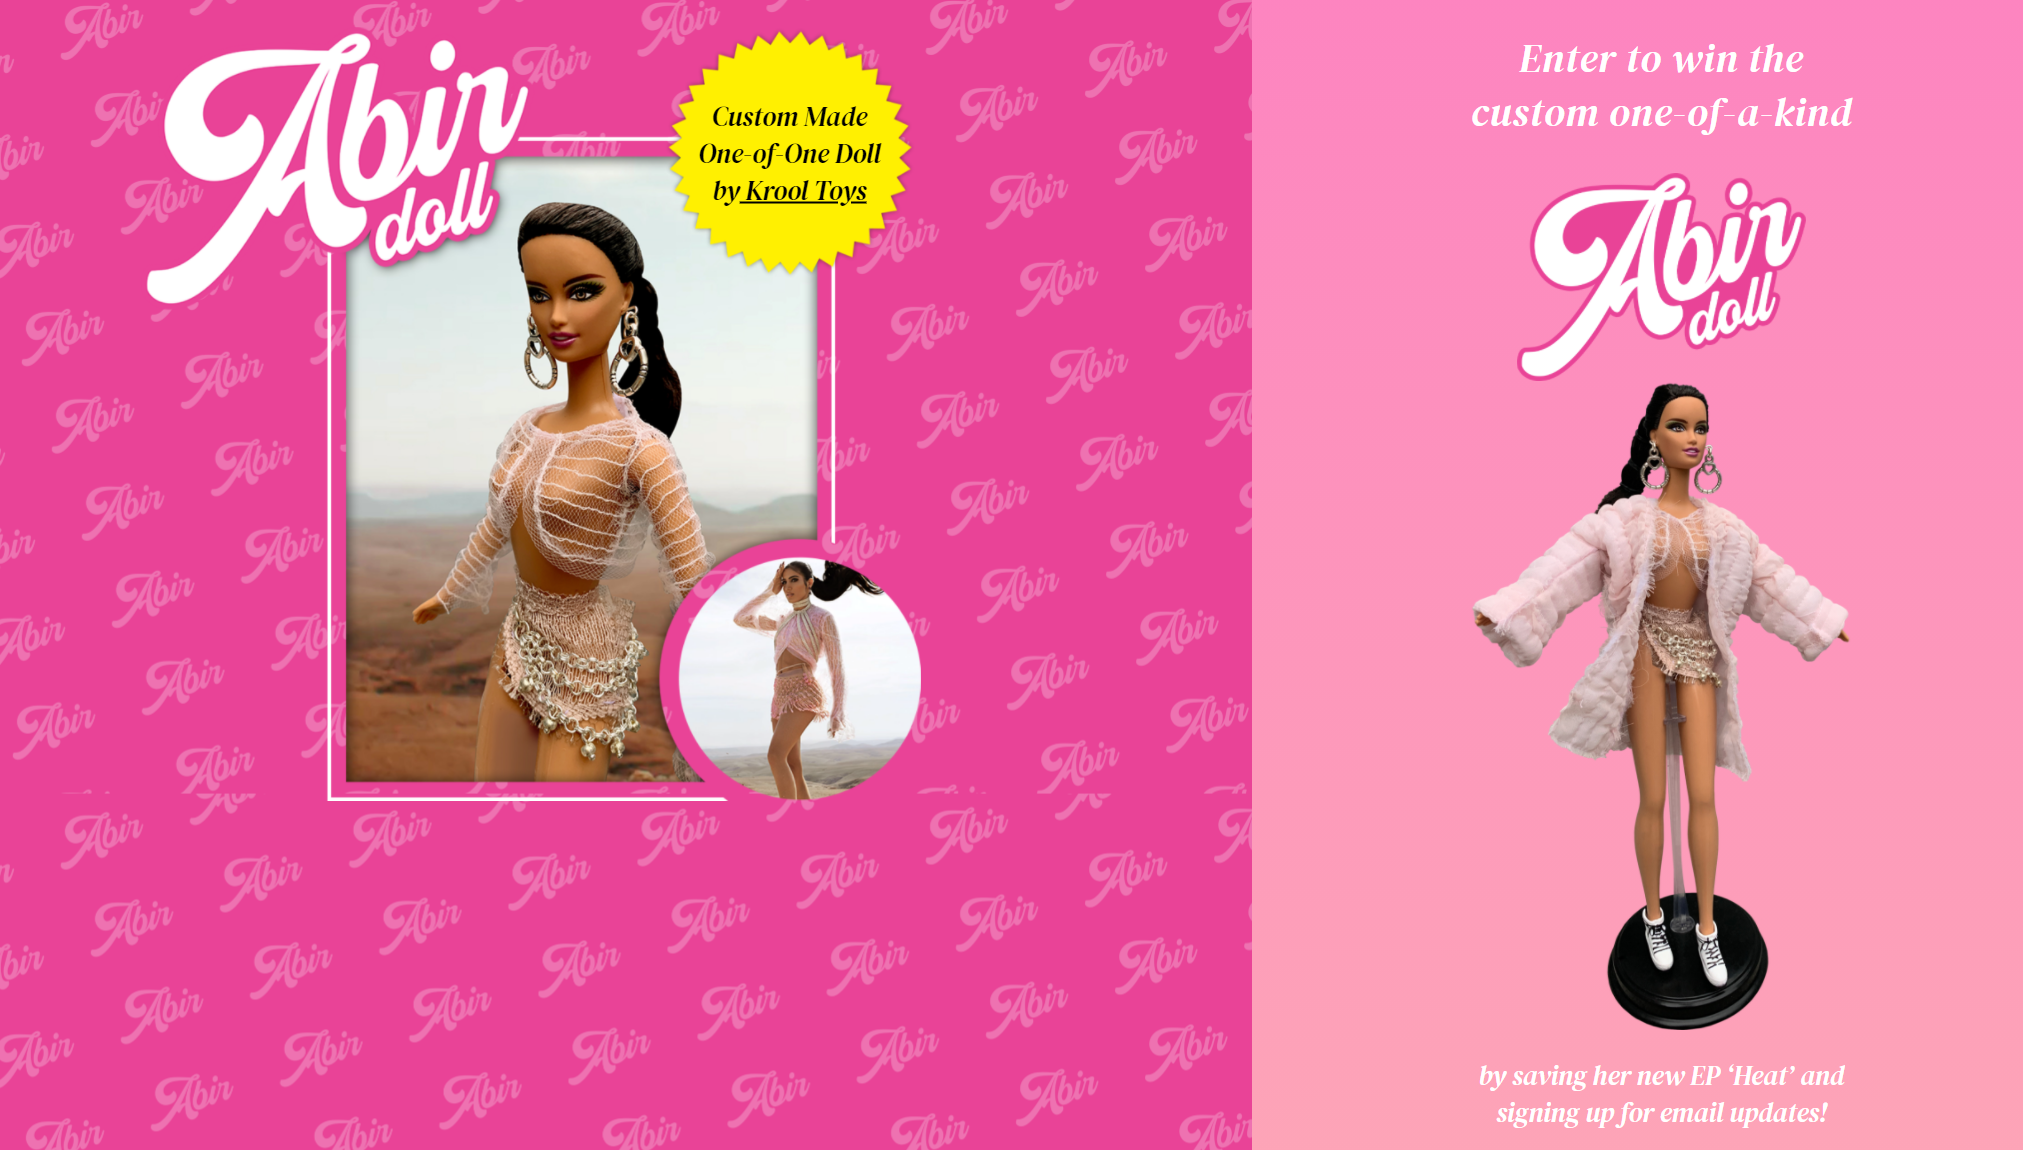 Abir
doll
Custom Made
One-of-One Doll
by Krool Toys
Enter to win the
custom one-of-a-kind
Abir
doll
by saving her new EP ‘Heat’ and
signing up for email updates!